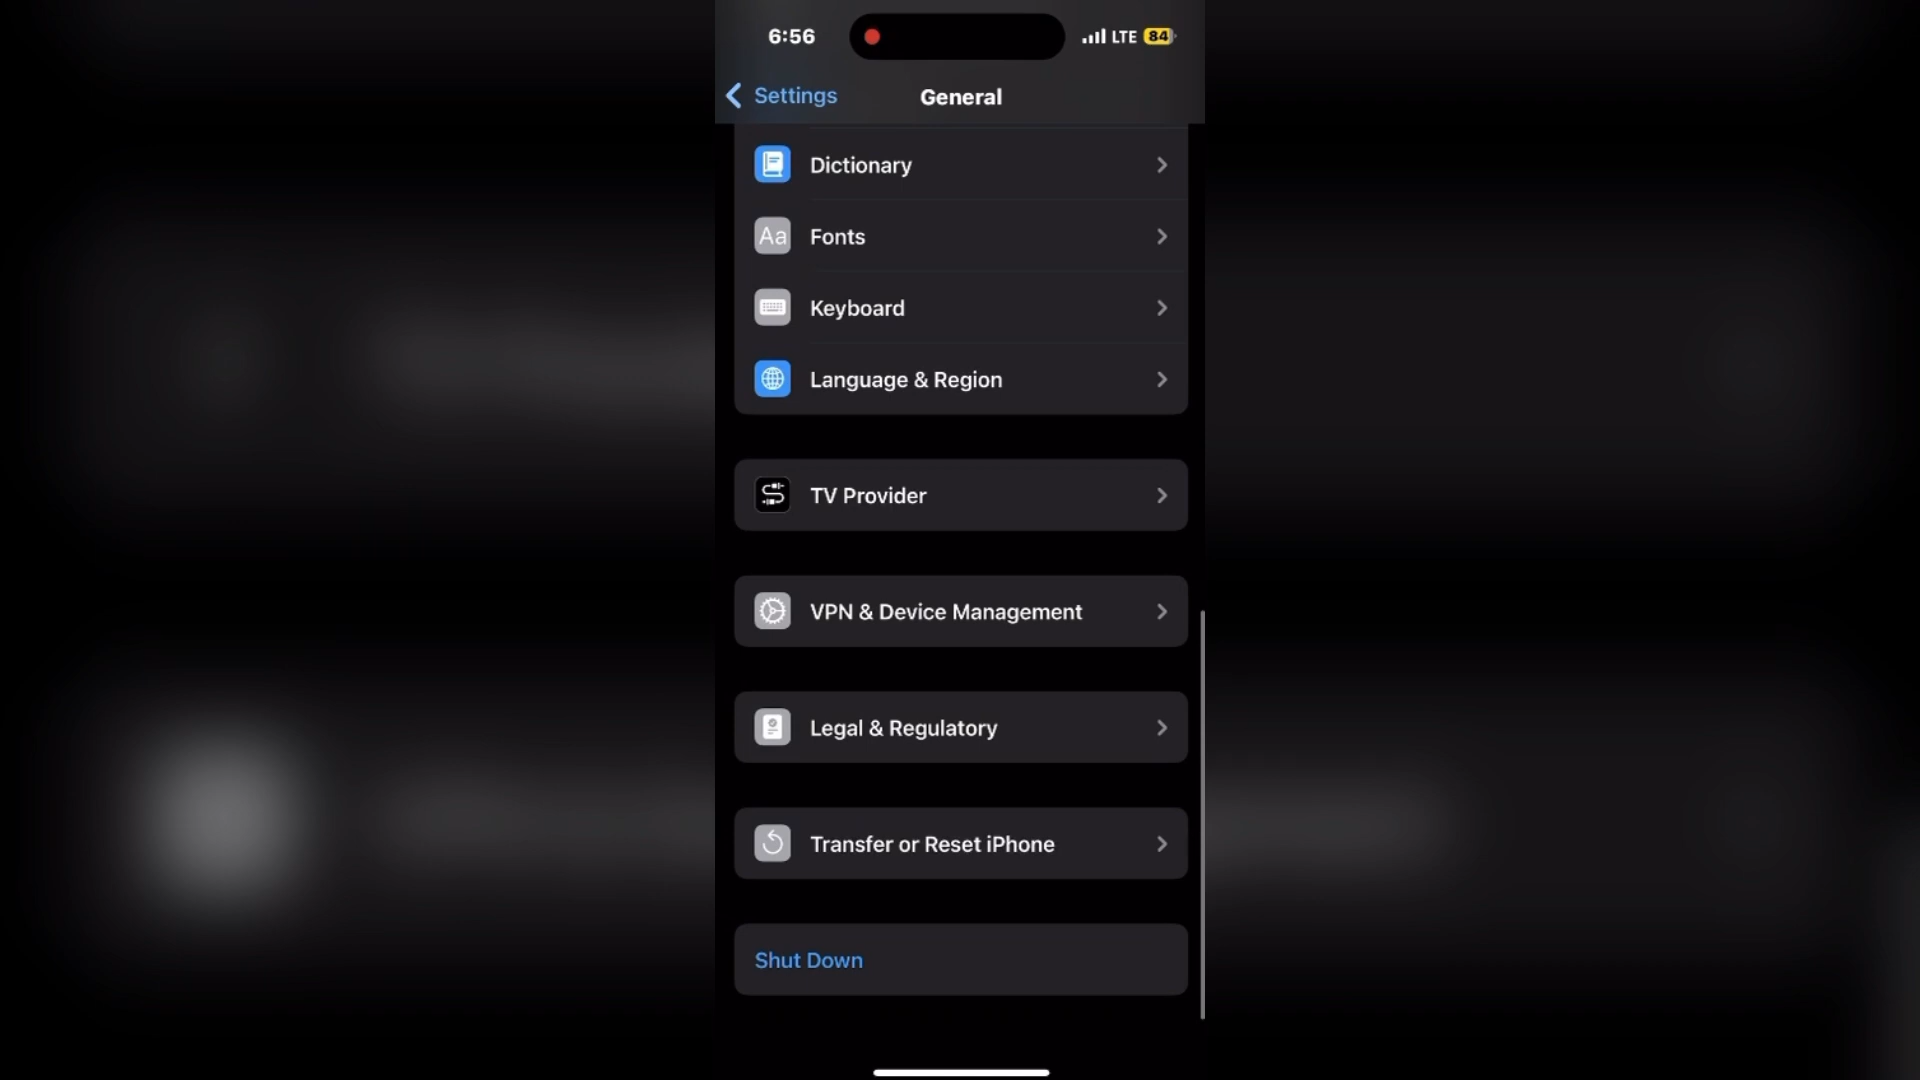 6:56 LTE 84
Settings General
Dictionary
Aa Fonts
Keyboard
Language & Region
TV Provider
VPN & Device Management
Legal & Regulatory
Transfer or Reset iPhone
Shut Down